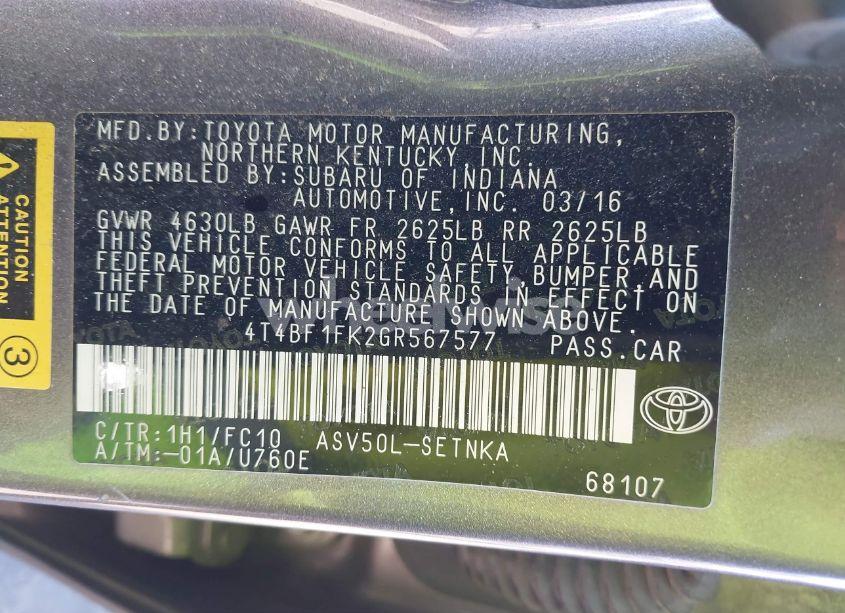 MFD.BY:TOYOTA MOTOR MANUFACTURING,
NORTHERN KENTUCKY,INC.
ASSEMBLED BY:SUBARU OF INDIANA
AUTOMOTIVE,INC. 03/16
GVWR 4630LB GAWR FR 2625LB RR 2625LB
THIS VEHICLE CONFORMS TO ALL APPLICABLE
FEDERAL MOTOR VEHICLE SAFETY,BUMPER,AND
THEFT PREVENTION STANDARDS IN EFFECT ON
THE DATE OF MANUFACTURE SHOWN ABOVE.
4T4BF1FK2GR567577 PASS.CAR
C/TR:1H1/FC10 ASV50L-SETNKA
A/TM:-01A/U760E
68107
CAUTION
ATTENTION
3